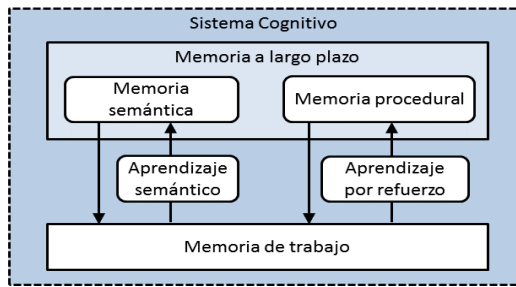 Sistema Cognitivo
Memoria a largo plazo
Memoria
semántica
Memoria procedural
Aprendizaje
semántico
Aprendizaje
por refuerzo
Memoria de trabajo